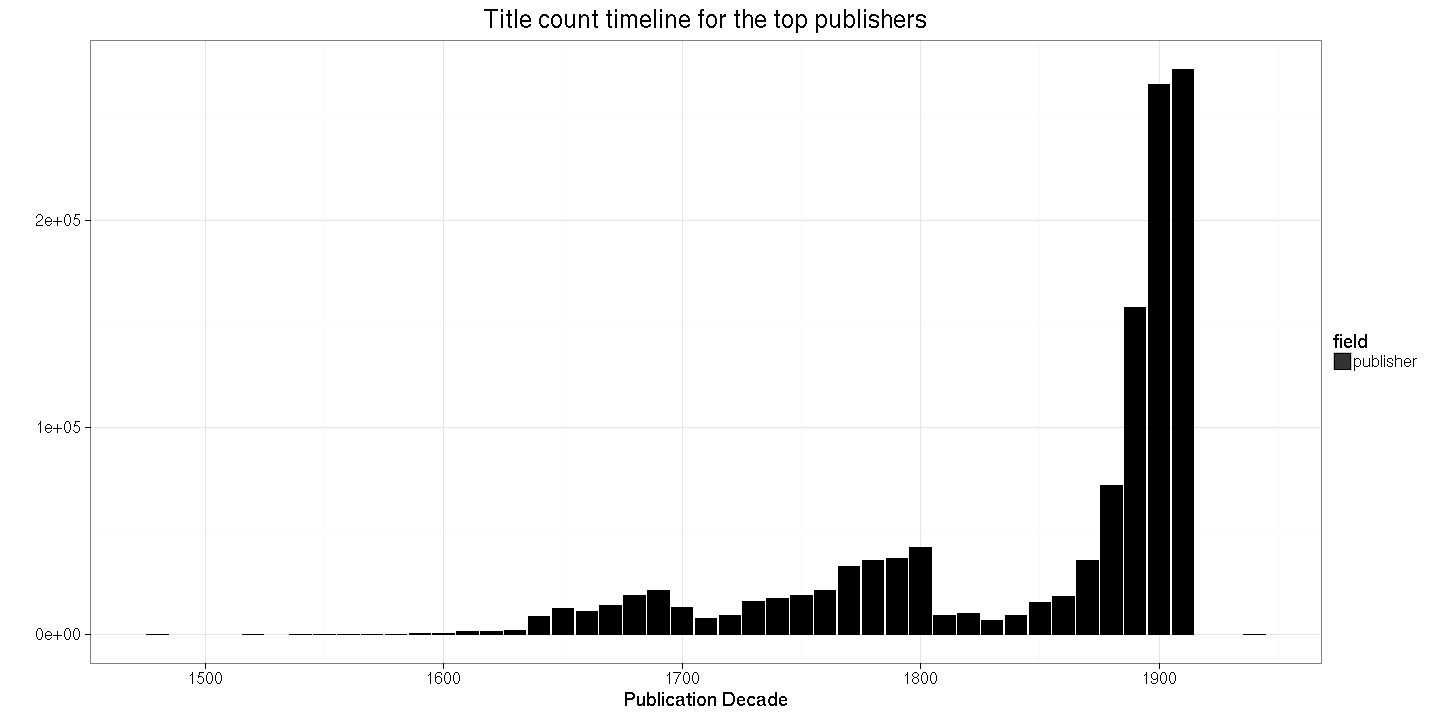 Title count timeline for the top publishers
2e+05
1e+05
0e+00
1500 1600 1700 1800 1900
Publication Decade
field
publisher